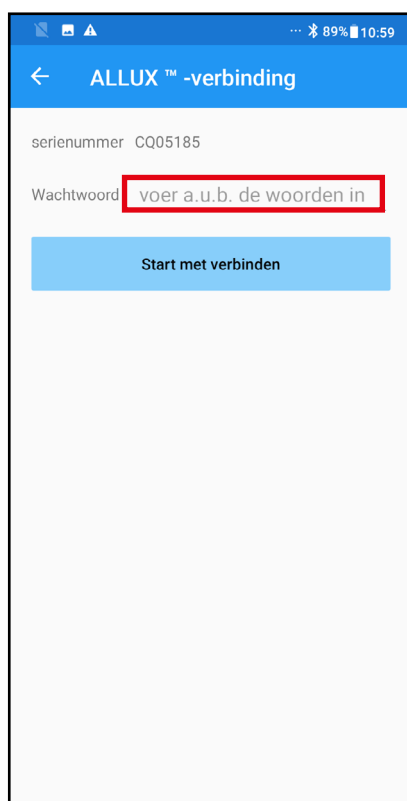 89% 10:59
ALLUX ™ -verbinding
serienummer CQ05185
Wachtwoord voer a.u.b. de woorden in
Start met verbinden